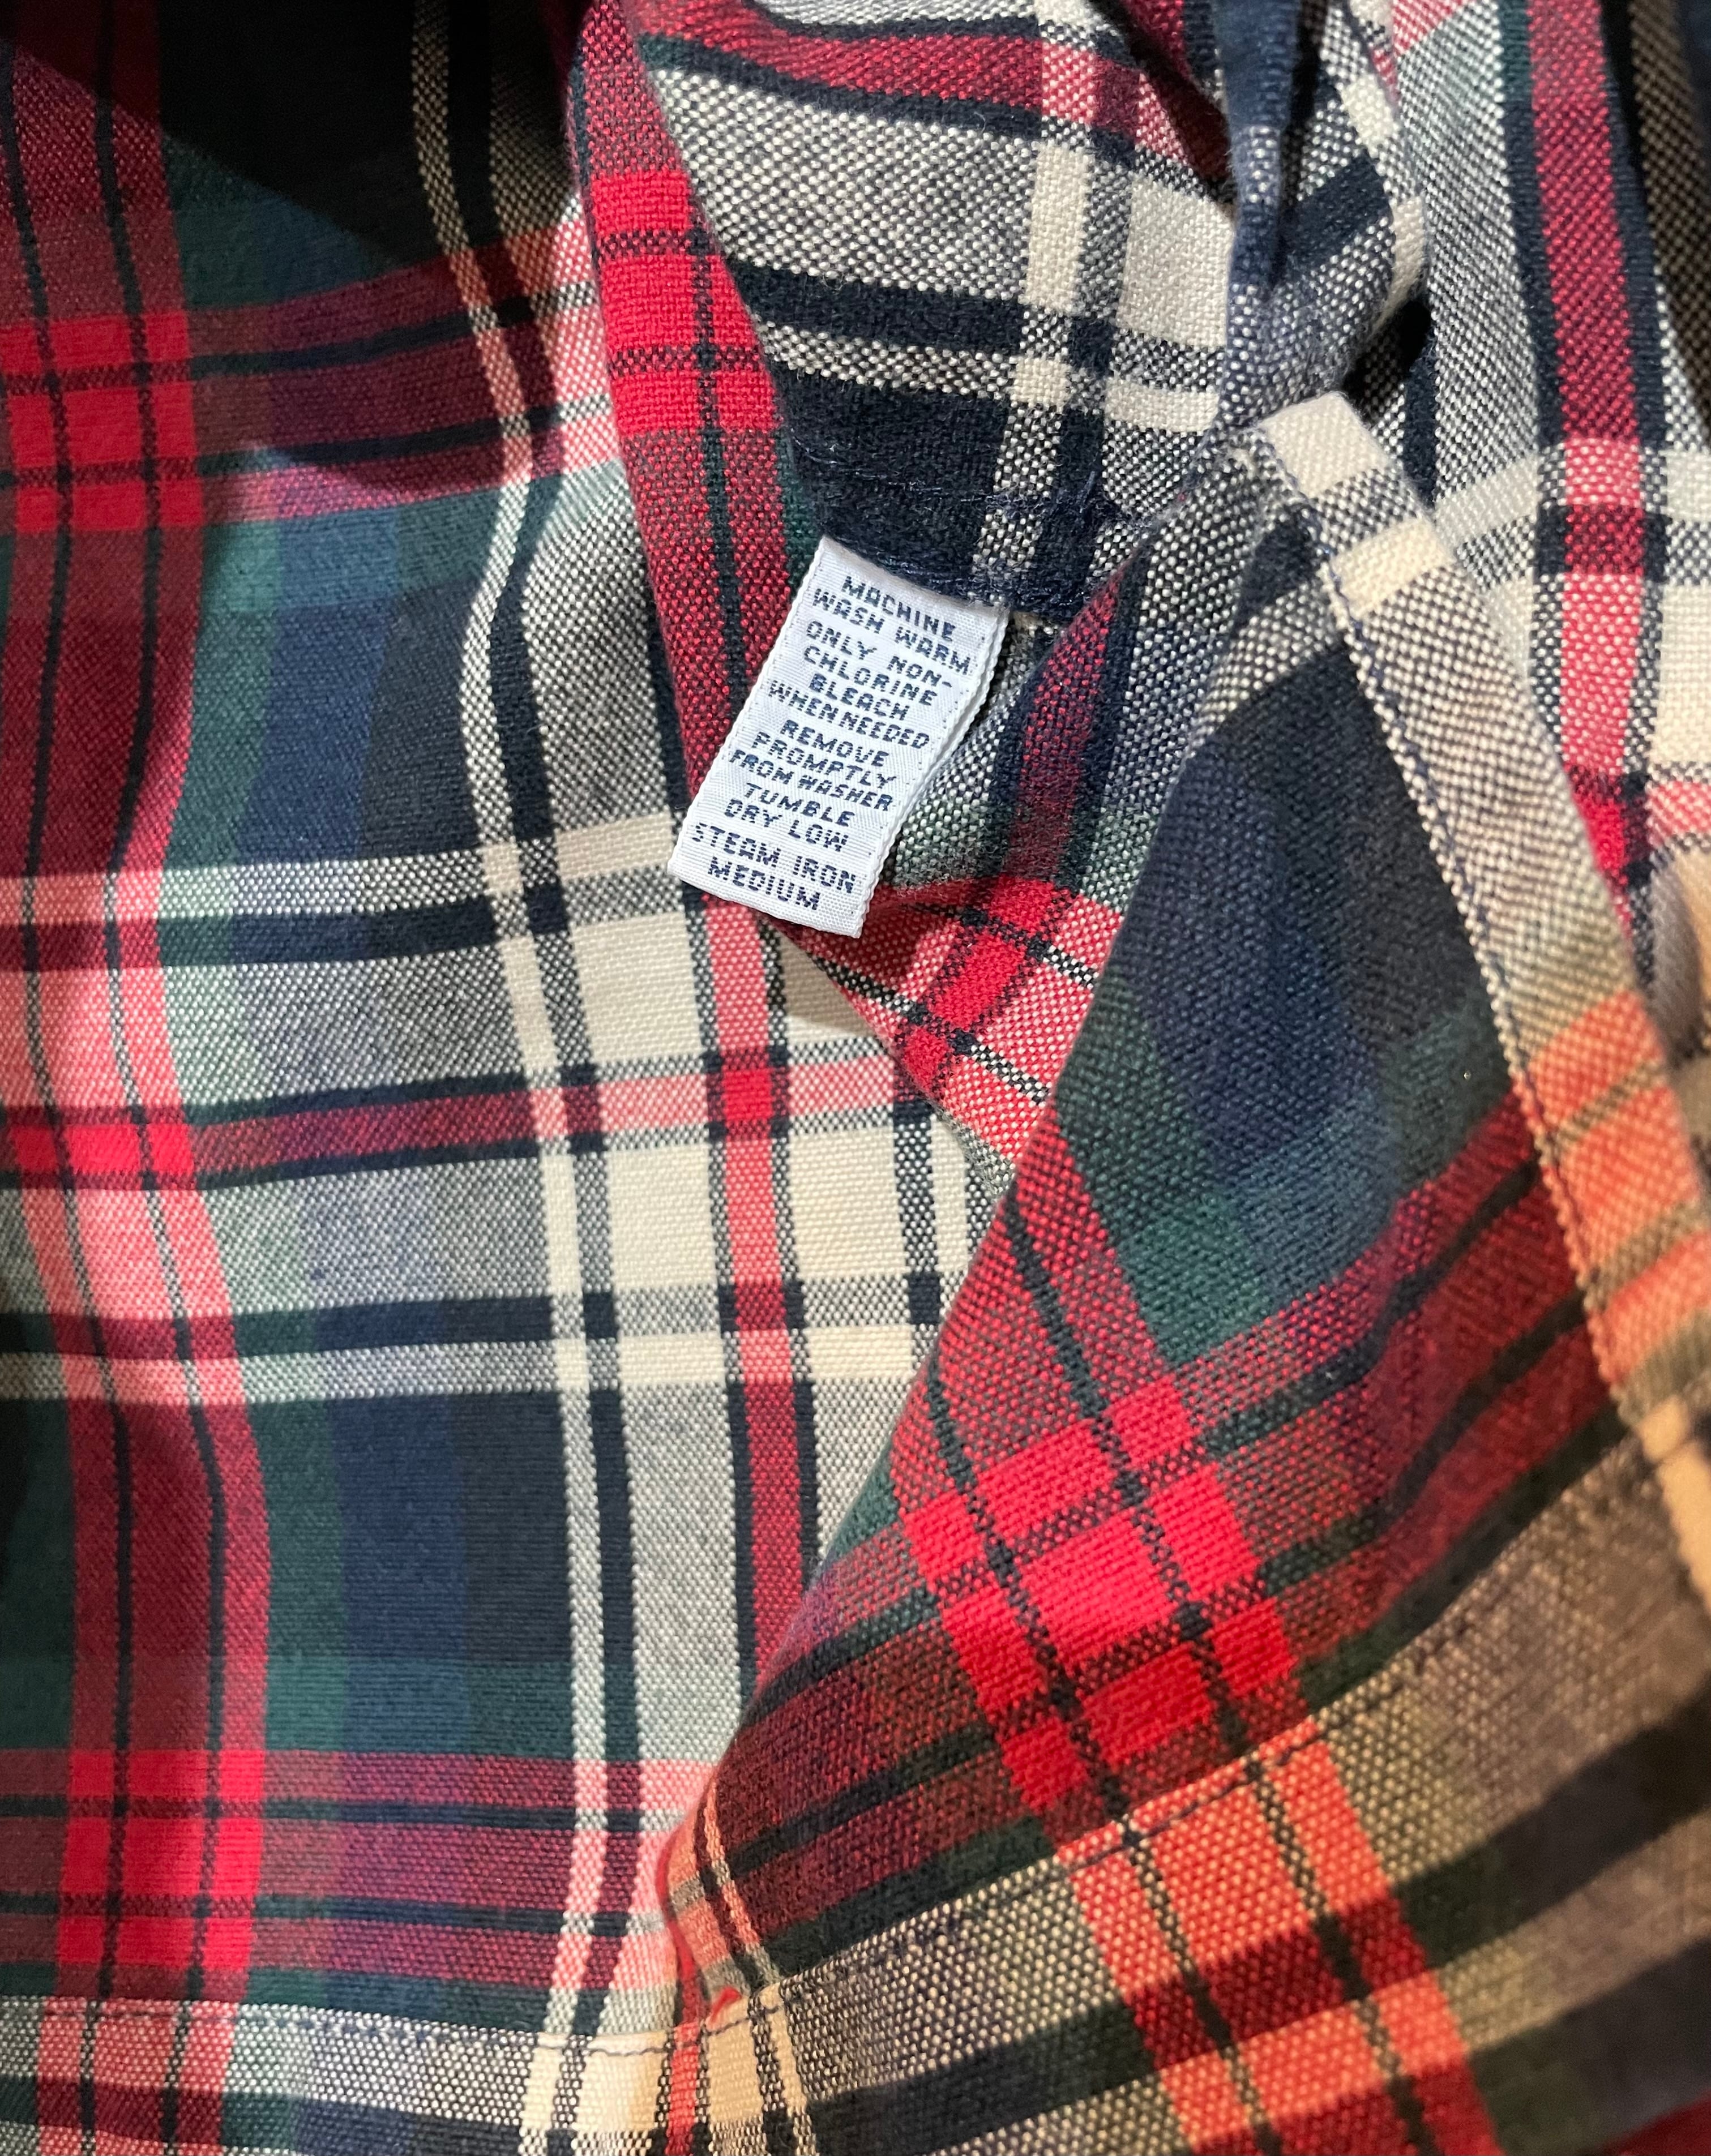 MACHINE
WASH WARM
ONLY NON-
CHLORINE
BLEACH
WHEN NEEDED
REMOVE
PROMPTLY
FROM WASHER
TUMBLE
DRY LOW
STEAM IRON
MEDIUM